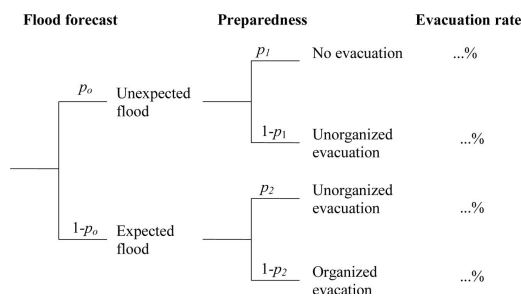 Flood forecast Preparedness Evacuation rate
p1 No evacuation ...%
po Unexpected
flood
1-p1 Unorganized
evacuation ...%
p2 Unorganized
evacuation ...%
1-po Expected
flood
1-p2 Organized
evacation ...%